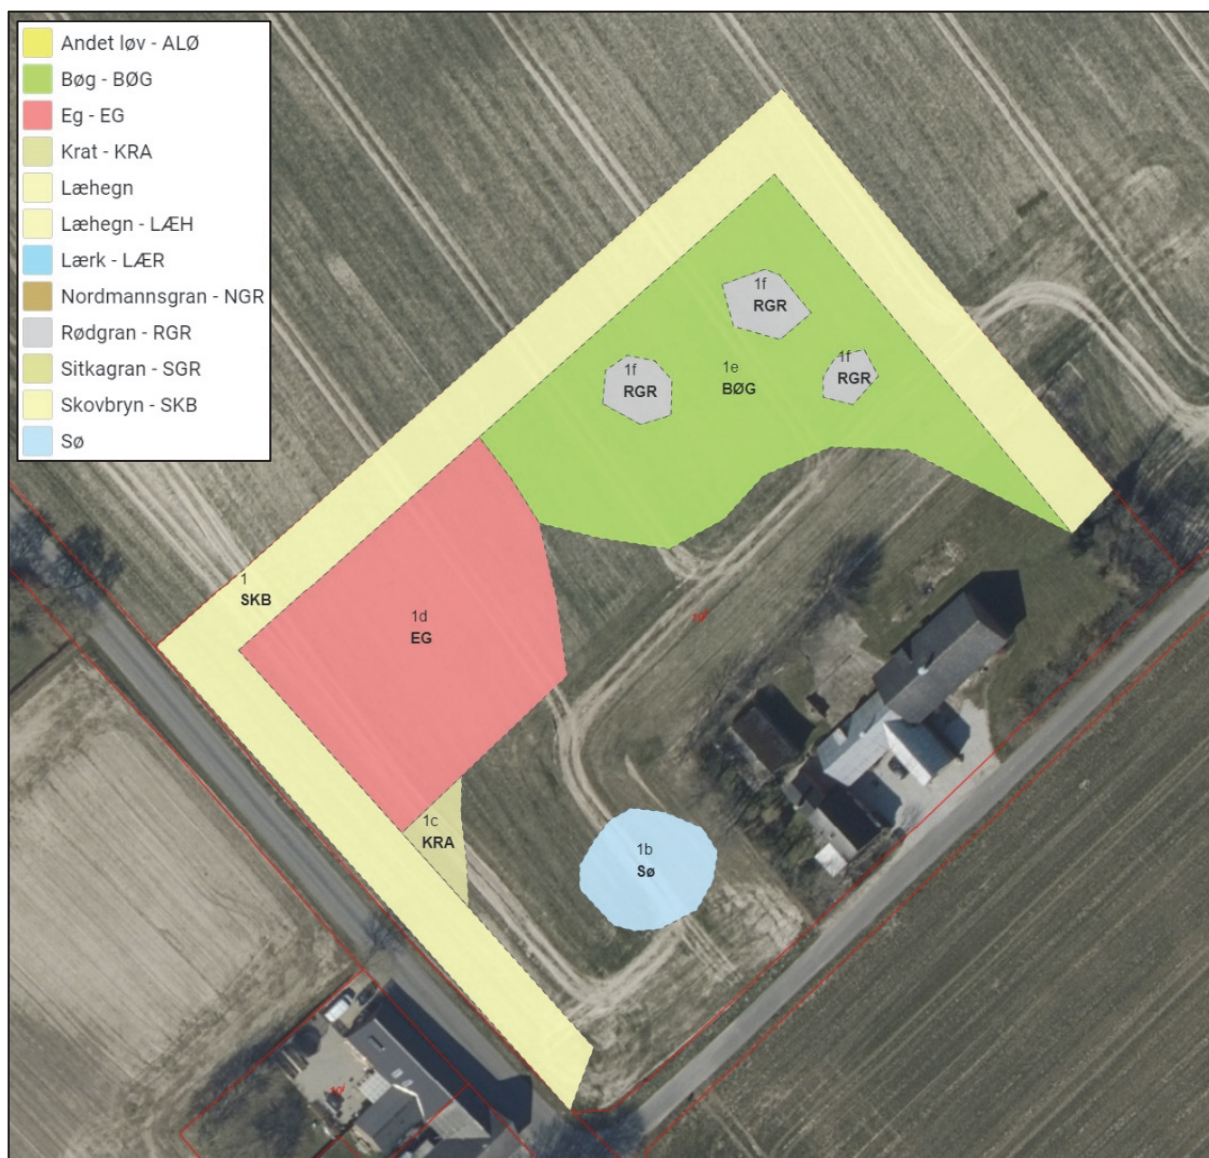 Andet løv - ALØ
Bøg - BØG
Eg - EG
Krat - KRA
Læhegn
Læhegn - LÆH
Lærk - LÆR
Nordmannsgran - NGR
Rødgran - RGR
Sitkagran - SGR
Skovbryn - SKB
Sø
1f
RGR
1f
RGR
1f
RGR
1e
BØG
1
SKB
1d
EG
1c
KRA
1b
Sø